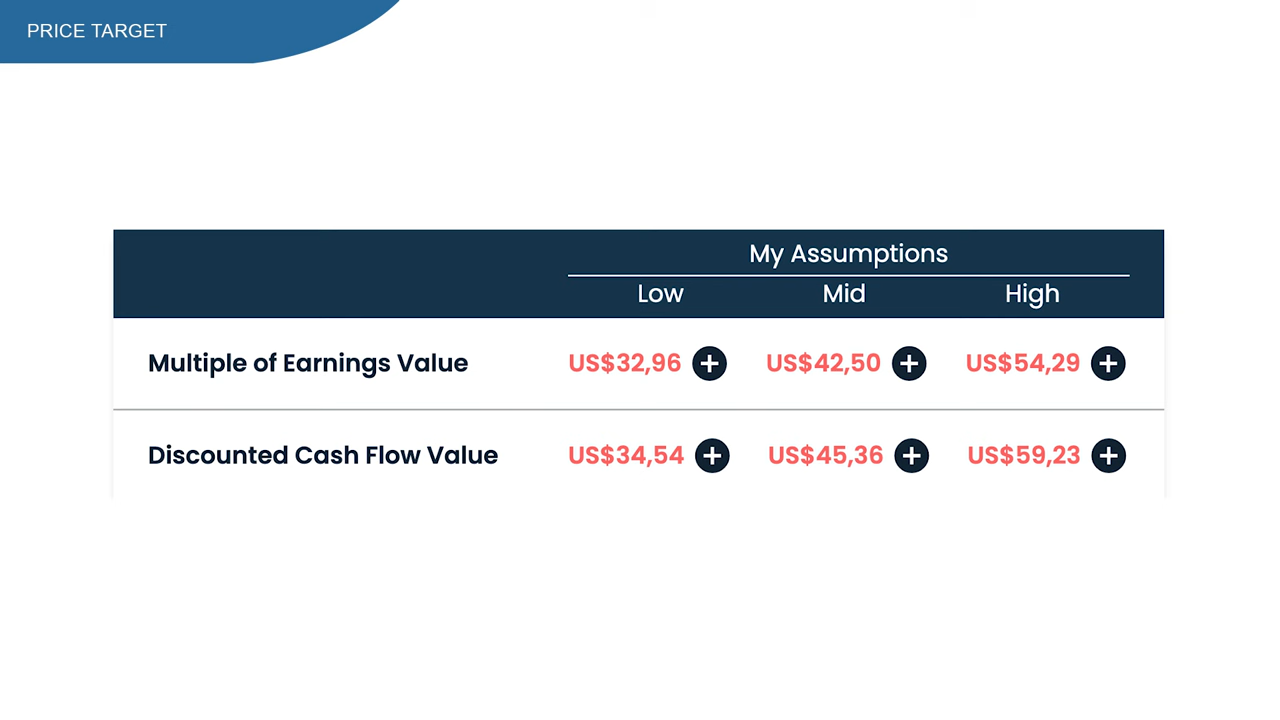 PRICE TARGET
My Assumptions
Low Mid High
Multiple of Earnings Value US$32,96 US$42,50 US$54,29
Discounted Cash Flow Value US$34,54 US$45,36 US$59,23